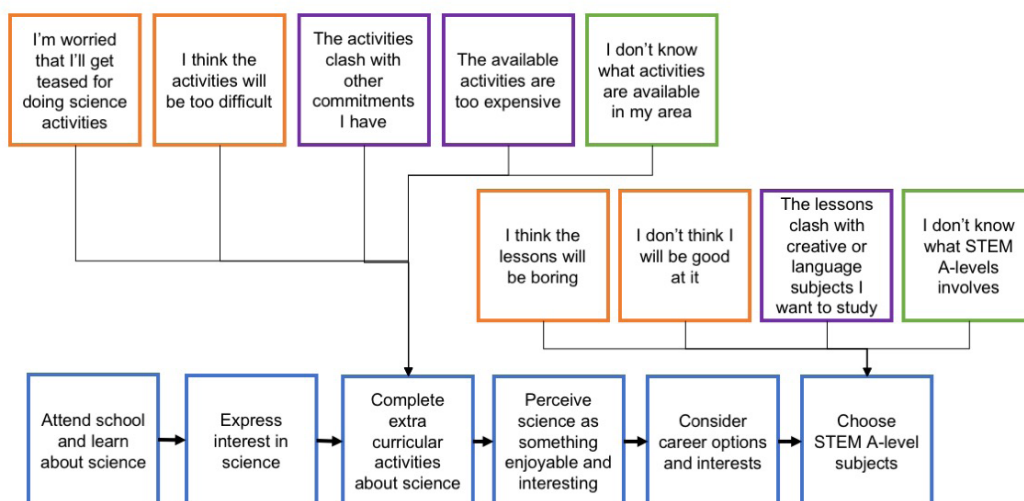 I’m worried
that I’ll get
teased for
doing science
activities
I think the
activities will
be too difficult
The activities
clash with
other
commitments
I have
The available
activities are
too expensive
I don’t know
what activities
are available
in my area
I think the
lessons will
be boring
I don’t think I
will be good
at it
The lessons
clash with
creative or
language
subjects I
want to study
I don’t know
what STEM
A-levels
involves
Attend school
and learn
about science
Express
interest in
science
Complete
extra
curricular
activities
about science
Perceive
science as
something
enjoyable and
interesting
Consider
career options
and interests
Choose
STEM A-level
subjects